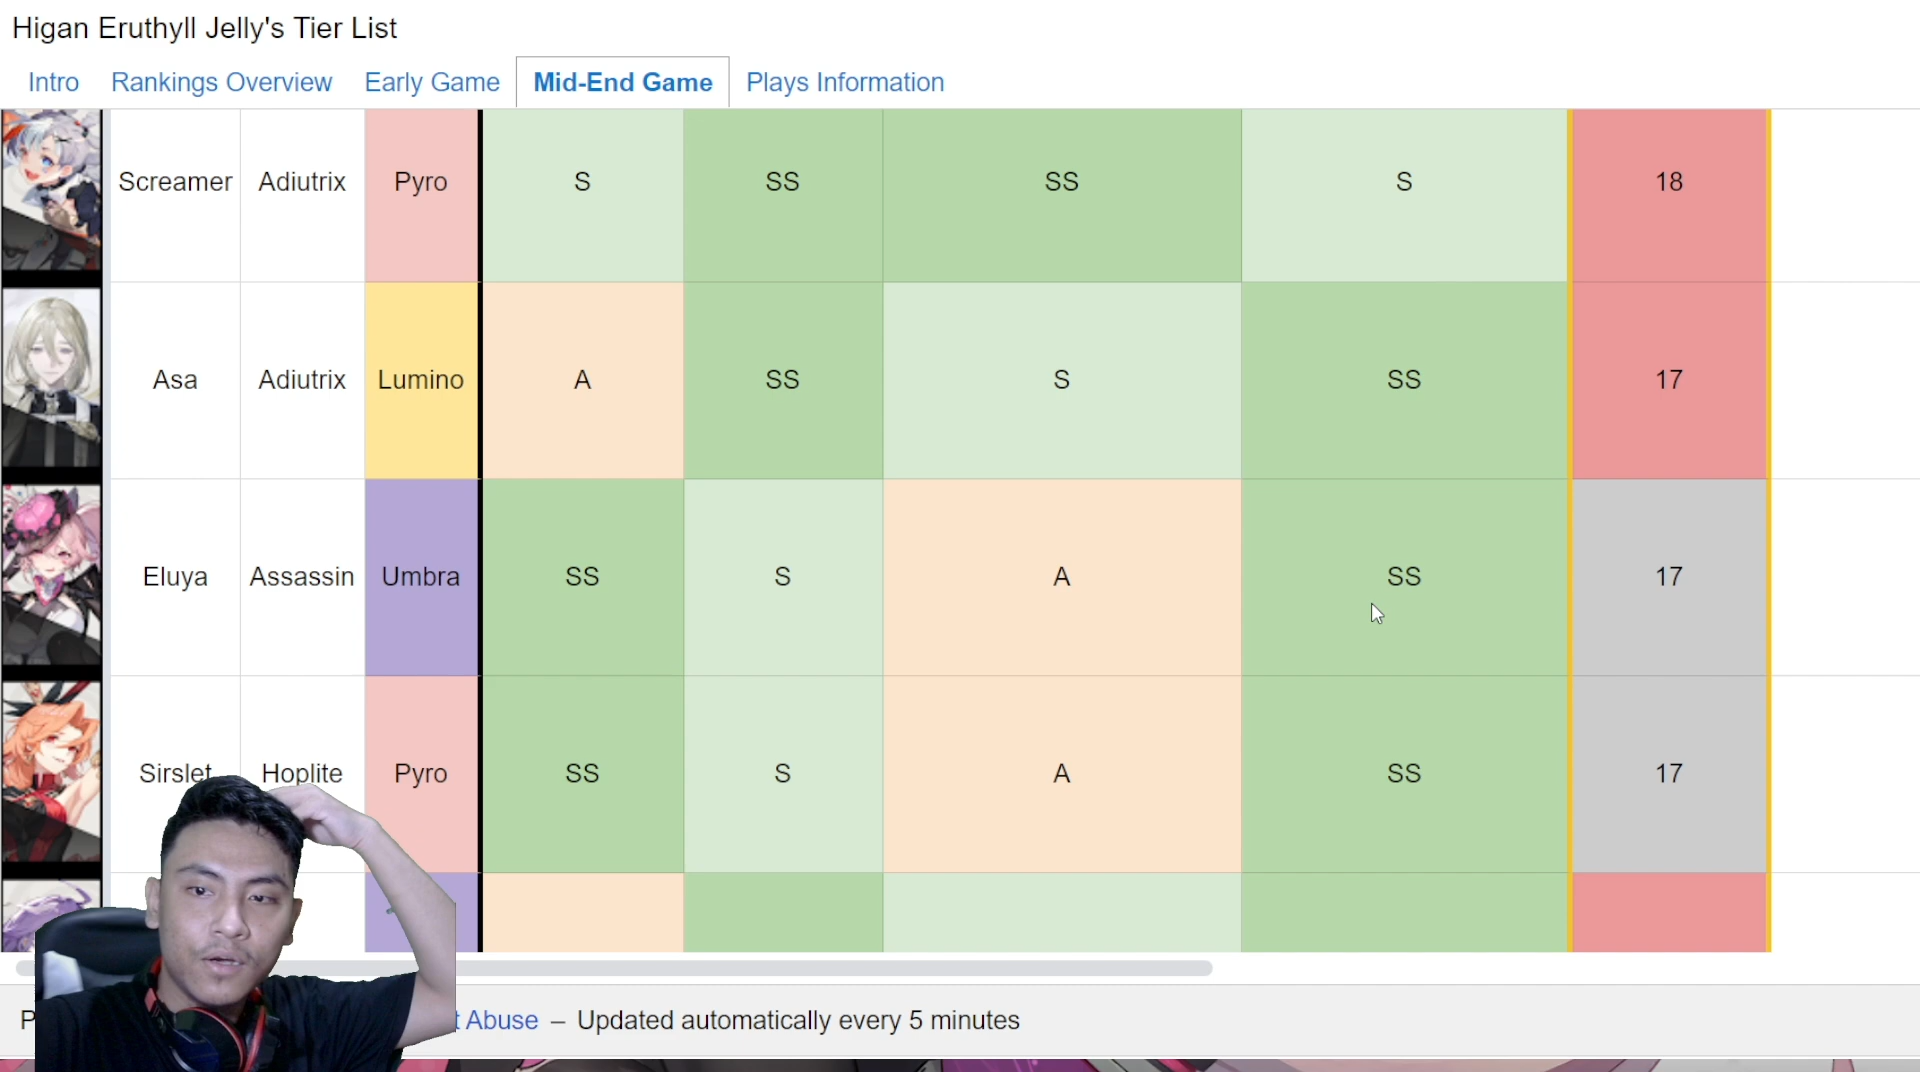 Higan Eruthyll Jelly's Tier List
Intro Rankings Overview Early Game Mid-End Game Plays Information
Screamer Adiutrix Pyro S SS SS S 18
Asa Adiutrix Lumino A SS S SS 17
Eluya Assassin Umbra SS S A SS 17
Sirslet Hoplite Pyro SS S A SS 17
Abuse – Updated automatically every 5 minutes